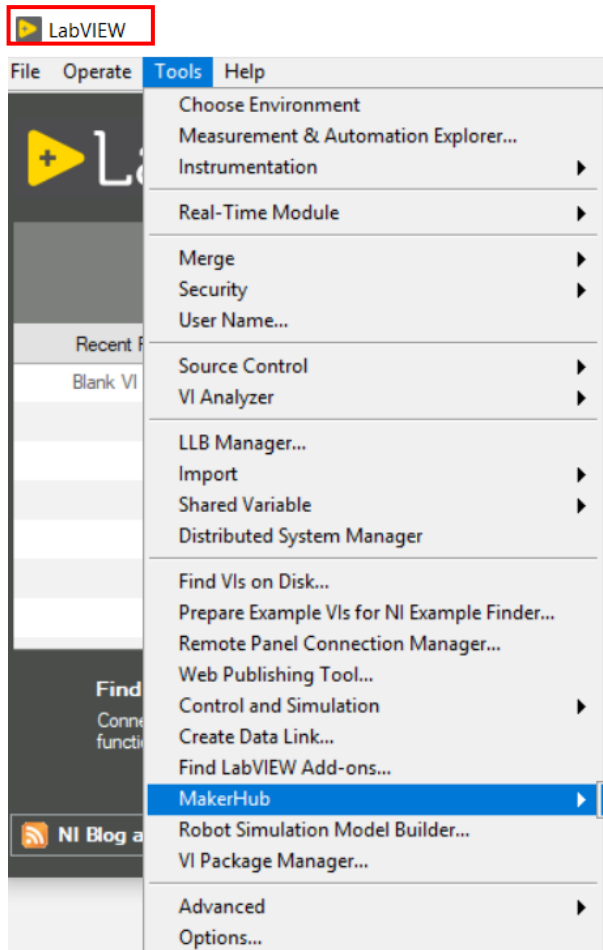 LabVIEW
File Operate Tools Help
Choose Environment
Measurement & Automation Explorer...
Instrumentation
Real-Time Module
Merge
Security
User Name...
Recent
Blank VI
Source Control
VI Analyzer
LLB Manager...
Import
Shared Variable
Distributed System Manager
Find VIs on Disk...
Prepare Example VIs for NI Example Finder...
Remote Panel Connection Manager...
Web Publishing Tool...
Find
Control and Simulation
Conne
Create Data Link...
functi
Find LabVIEW Add-ons...
MakerHub
Robot Simulation Model Builder...
NI Blog a
VI Package Manager...
Advanced
Options...